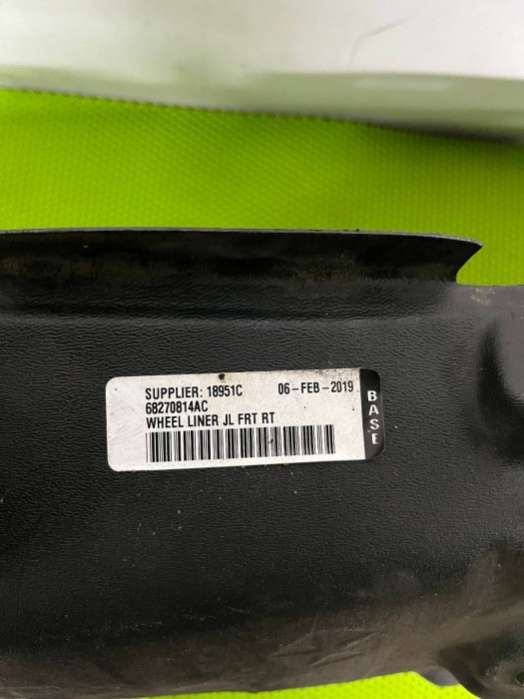 SUPPLIER: 18951C 06-FEB-2019
68270814AC
WHEEL LINER JL FRT RT
BASE